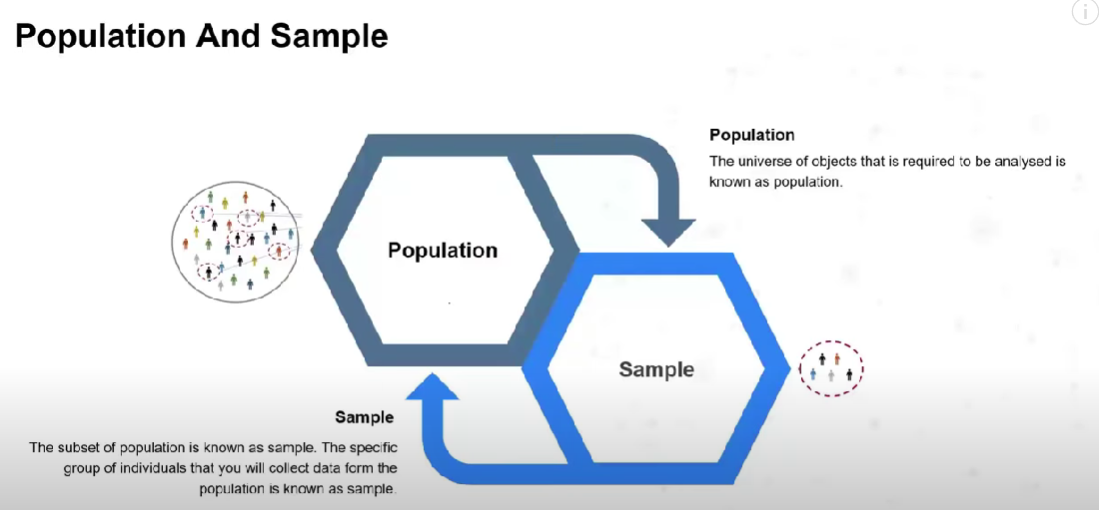 Population And Sample
Population
The universe of objects that is required to be analysed is
known as population.
Population
Sample
Sample
The subset of population is known as sample. The specific
group of individuals that you will collect data form the
population is known as sample.